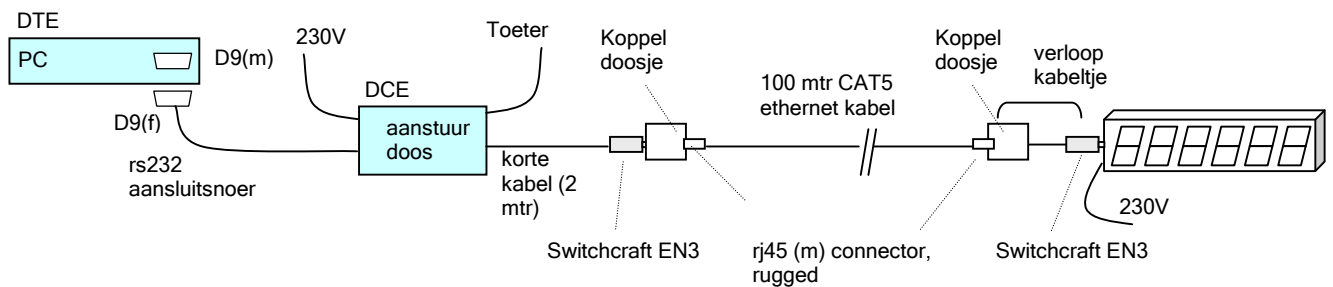 DTE
PC
D9(m)
D9(f)
rs232
aansluitsnoer
230V
DCE
aanstuur
doos
Toeter
korte
kabel (2
mtr)
Koppel
doosje
Switchcraft EN3
100 mtr CAT5
ethernet kabel
rj45 (m) connector,
rugged
Koppel
doosje
verloop
kabeltje
Switchcraft EN3
230V